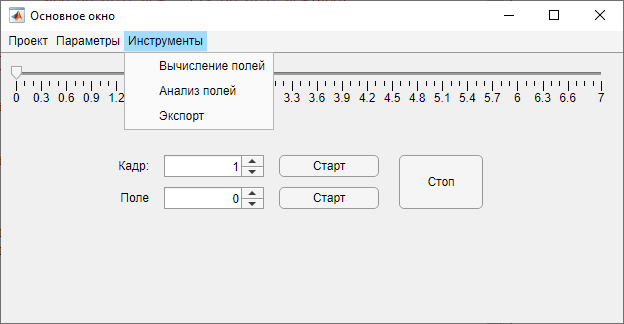 Основное окно
Проект Параметры Инструменты
Вычисление полей
0 0.3 0.6 0.9 1.2 3.3 3.6 3.9 4.2 4.5 4.8 5.1 5.4 5.7 6 6.3 6.6 7
Анализ полей
Экспорт
Кадр: 1 Старт
Стоп
Поле 0 Старт